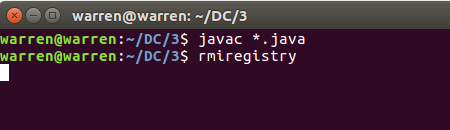 warren@warren: ~/DC/3
warren@warren:~/DC/3$ javac *.java
warren@warren:~/DC/3$ rmiregistry